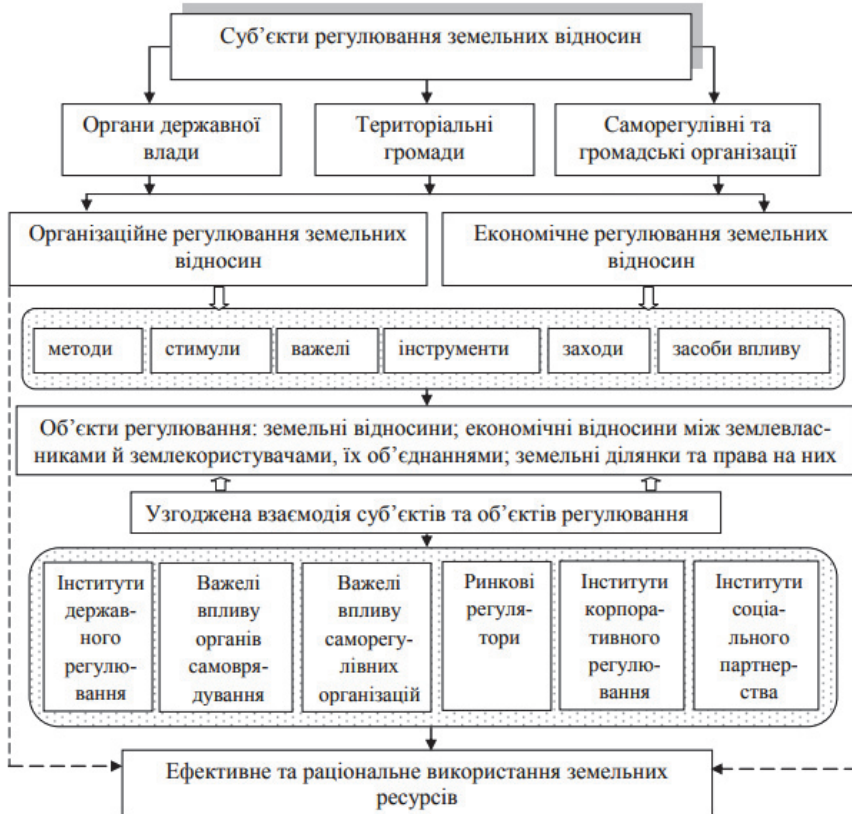 Суб’єкти регулювання земельних відносин
Органи державної
влади
Територіальні
громади
Саморегулівні та
громадські організації
Організаційне регулювання земельних
відносин
Економічне регулювання земельних
відносин
методи
стимули
важелі
інструменти
заходи
засоби впливу
Об’єкти регулювання: земельні відносини; економічні відносини між землевлас-
никами й землекористувачами, їх об’єднаннями; земельні ділянки та права на них
Узгоджена взаємодія суб’єктів та об’єктів регулювання
Інститути
держав-
ного
регулю-
вання
Важелі
впливу
органів
самовря-
дування
Важелі
впливу
саморегу-
лівних
організацій
Ринкові
регуля-
тори
Інститути
корпора-
тивного
регулю-
вання
Інститути
соціа-
льного
партнер-
ства
Ефективне та раціональне використання земельних
ресурсів